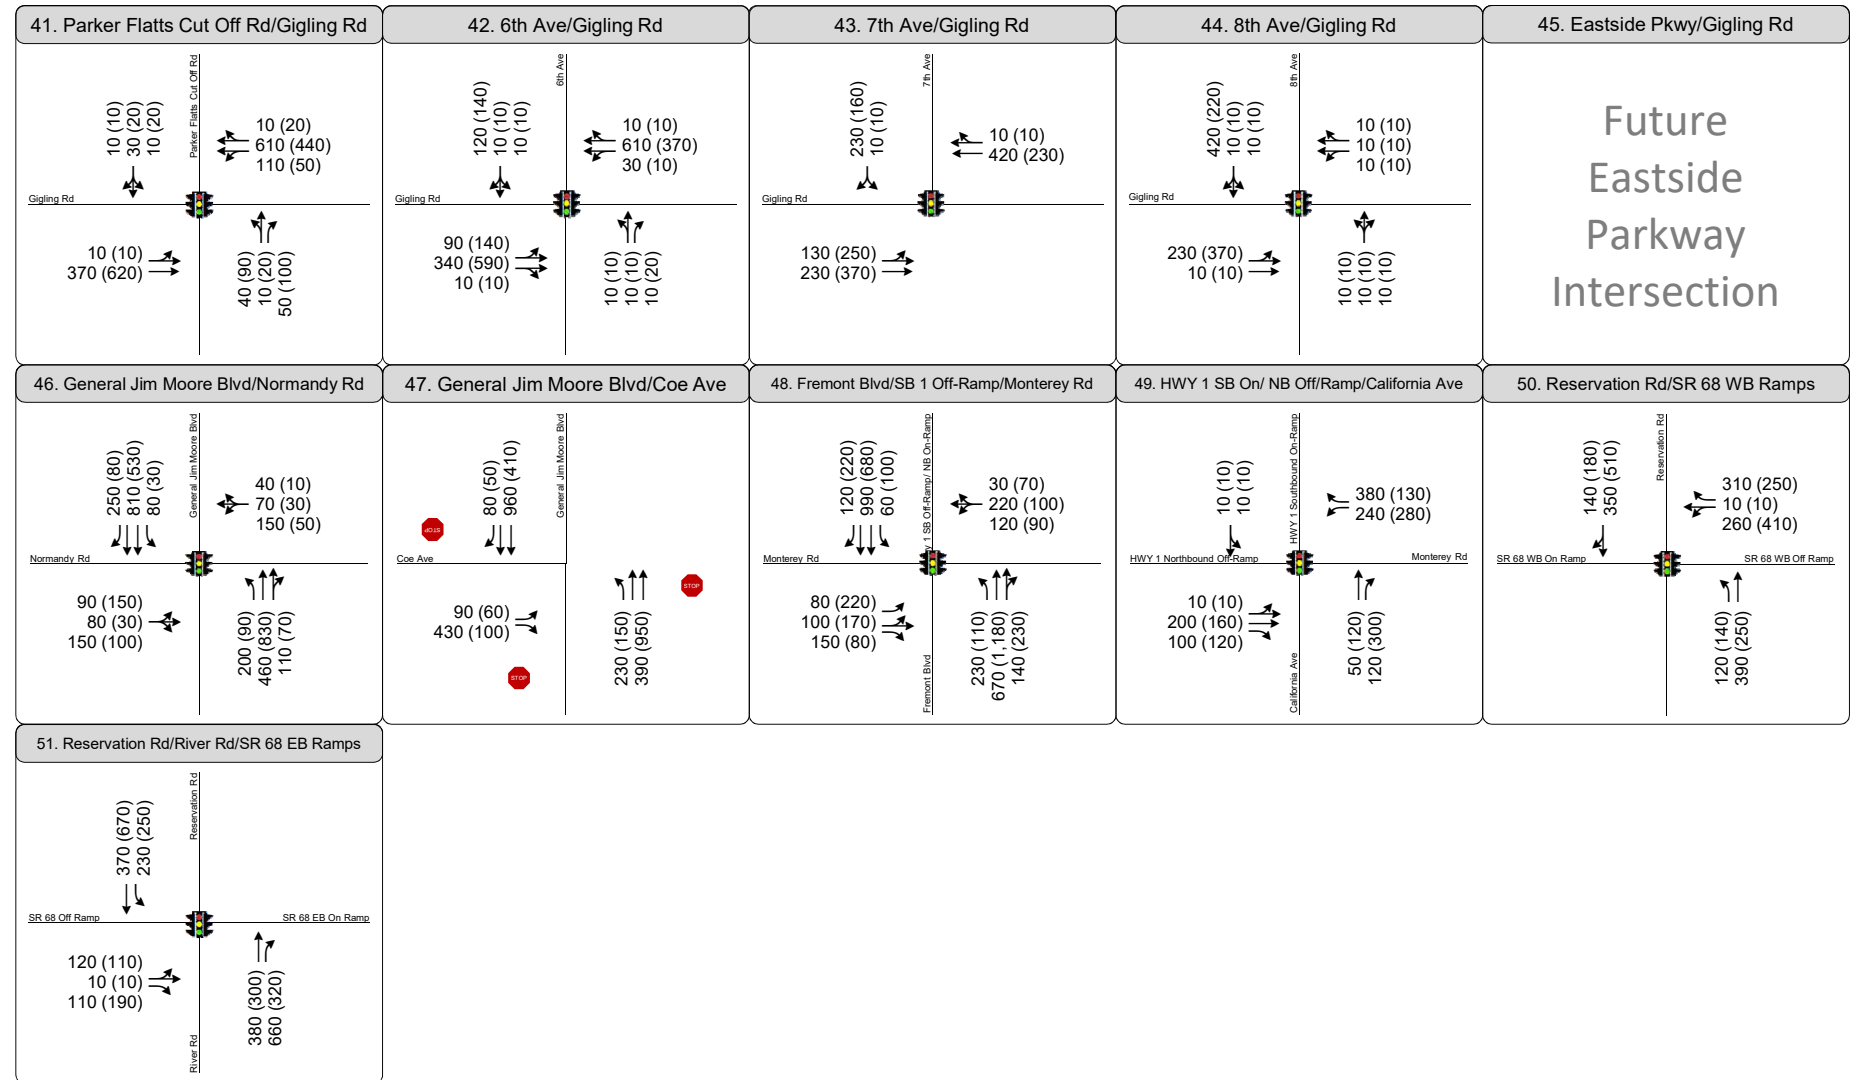 41. Parker Flatts Cut Off Rd/Gigling Rd
Parker Flatts Cut Off Rd
10 (10)
30 (20)
10 (20)
10 (20)
610 (440)
110 (50)
Gigling Rd
10 (10)
370 (620)
40 (90)
10 (20)
50 (100)
42. 6th Ave/Gigling Rd
6th Ave
120 (140)
10 (10)
10 (10)
10 (10)
610 (370)
30 (10)
Gigling Rd
90 (140)
340 (590)
10 (10)
10 (10)
10 (10)
10 (20)
43. 7th Ave/Gigling Rd
7th Ave
230 (160)
10 (10)
10 (10)
420 (230)
Gigling Rd
130 (250)
230 (370)
44. 8th Ave/Gigling Rd
8th Ave
420 (220)
10 (10)
10 (10)
10 (10)
10 (10)
10 (10)
Gigling Rd
230 (370)
10 (10)
10 (10)
10 (10)
10 (10)
45. Eastside Pkwy/Gigling Rd
Future
Eastside
Parkway
Intersection
46. General Jim Moore Blvd/Normandy Rd
General Jim Moore Blvd
250 (80)
810 (530)
80 (30)
40 (10)
70 (30)
150 (50)
Normandy Rd
90 (150)
80 (30)
150 (100)
200 (90)
460 (830)
110 (70)
47. General Jim Moore Blvd/Coe Ave
General Jim Moore Blvd
80 (50)
960 (410)
STOP
Coe Ave
STOP
90 (60)
430 (100)
STOP
230 (150)
390 (950)
48. Fremont Blvd/SB 1 Off-Ramp/Monterey Rd
y 1 SB Off-Ramp/ NB On-Ramp
120 (220)
990 (680)
60 (100)
30 (70)
220 (100)
120 (90)
Monterey Rd
80 (220)
100 (170)
150 (80)
Fremont Blvd
230 (110)
670 (1,180)
140 (230)
49. HWY 1 SB On/ NB Off/Ramp/California Ave
HWY 1 Southbound On-Ramp
10 (10)
10 (10)
380 (130)
240 (280)
HWY 1 Northbound Off-Ramp
Monterey Rd
10 (10)
200 (160)
100 (120)
California Ave
50 (120)
120 (300)
50. Reservation Rd/SR 68 WB Ramps
Reservation Rd
140 (180)
350 (510)
310 (250)
10 (10)
260 (410)
SR 68 WB On Ramp
SR 68 WB Off Ramp
120 (140)
390 (250)
51. Reservation Rd/River Rd/SR 68 EB Ramps
Reservation Rd
370 (670)
230 (250)
SR 68 Off Ramp
SR 68 EB On Ramp
120 (110)
10 (10)
110 (190)
River Rd
380 (300)
660 (320)